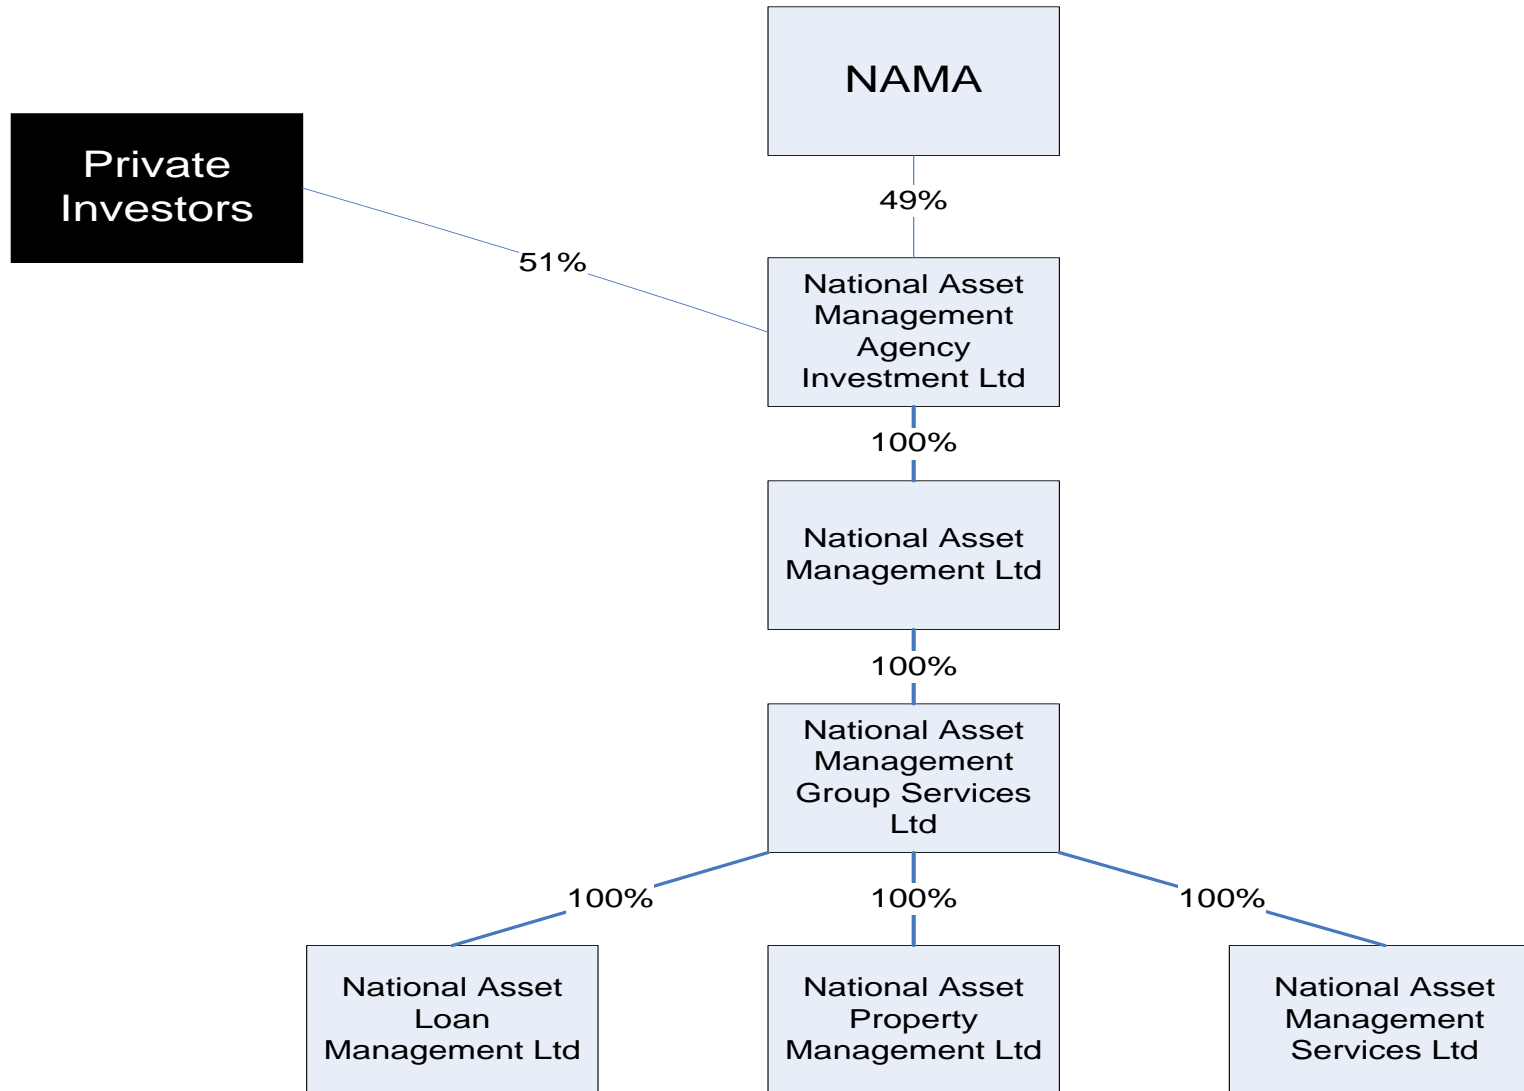 NAMA
Private
Investors
49%
51%
National Asset
Management
Agency
Investment Ltd
100%
National Asset
Management Ltd
100%
National Asset
Management
Group Services
Ltd
100%
100%
100%
National Asset
Loan
Management Ltd
National Asset
Property
Management Ltd
National Asset
Management
Services Ltd